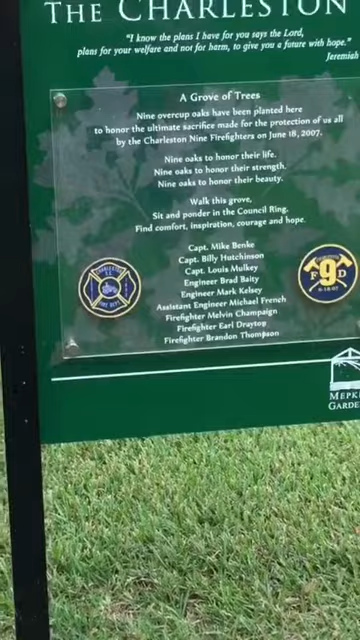 THE CHARLESTON
"I know the plans I have for you says the Lord,
plans for your welfare and not for harm, to give you a future with hope."
Jeremiah
A Grove of Trees
Nine overcup oaks have been planted here
to honor the ultimate sacrifice made for the protection of us all
by the Charleston Nine Firefighters on June 18, 2007.
Nine oaks to honor their life.
Nine oaks to honor their strength.
Nine oaks to honor their beauty.
Walk this grove,
Sit and ponder in the Council Ring.
Find comfort, inspiration, courage and hope.
Capt. Mike Benke
Capt. Billy Hutchinson
Capt. Louis Mulkey
Engineer Brad Baity
Engineer Mark Kelsey
Assistant Engineer Michael French
Firefighter Melvin Champaign
Firefighter Earl Drayton
Firefighter Brandon Thompson
CHARLESTON
FIRE DEPT.
F 9 D
6-18-07
MEPK
GARDE